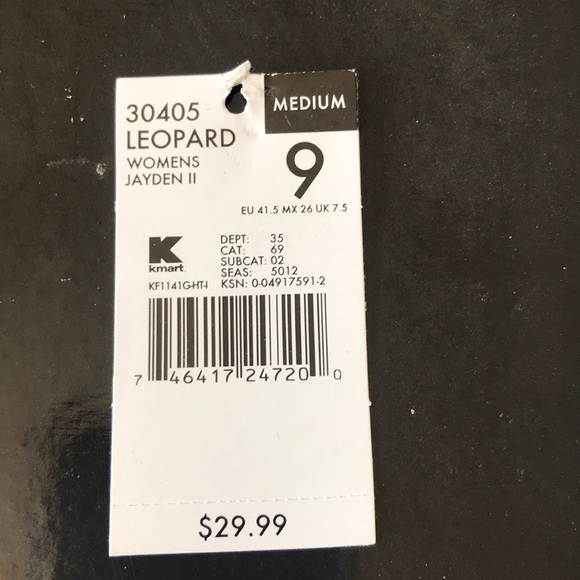 30405
LEOPARD
WOMENS
JAYDEN II
MEDIUM
9
EU 41.5 MX 26 UK 7.5
K
kmart
KF1141G-HT-I
DEPT: 35
CAT: 69
SUBCAT: 02
SEAS: 5012
KSN: 0-04917591-2
7 46417 24720 0
$29.99